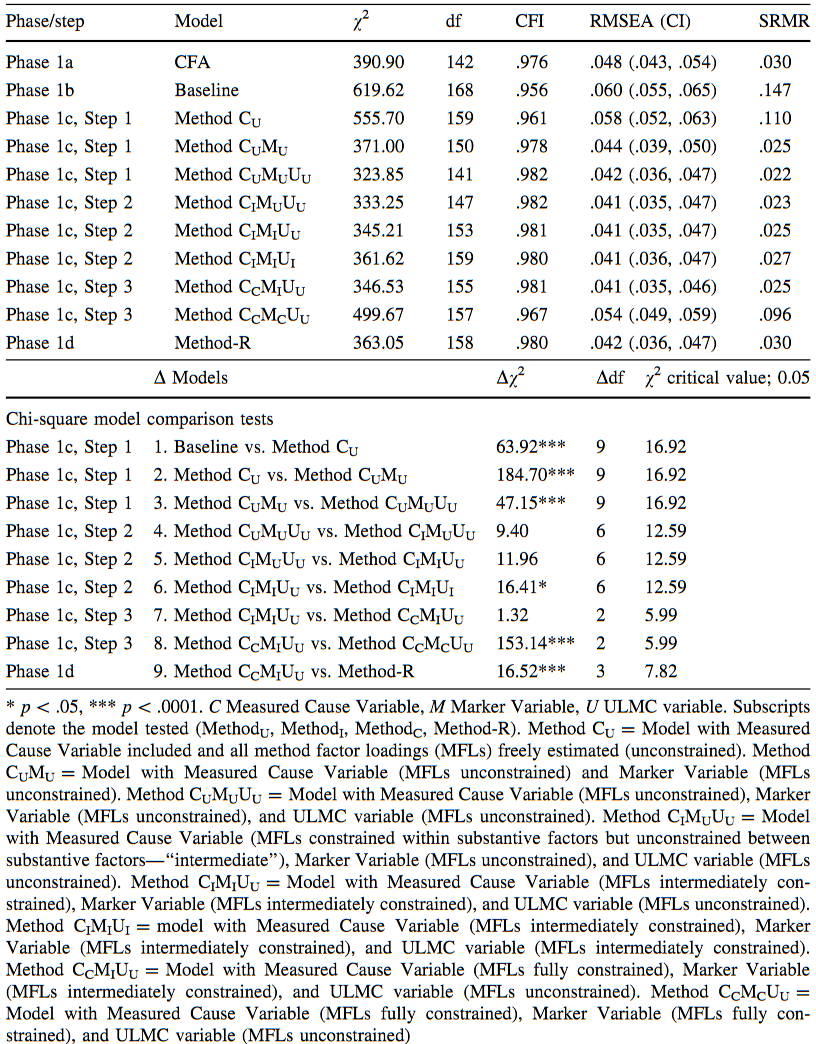 Phase/step Model χ² df CFI RMSEA (CI) SRMR
Phase 1a CFA 390.90 142 .976 .048 (.043, .054) .030
Phase 1b Baseline 619.62 168 .956 .060 (.055, .065) .147
Phase 1c, Step 1 Method C_U 555.70 159 .961 .058 (.052, .063) .110
Phase 1c, Step 1 Method C_UM_U 371.00 150 .978 .044 (.039, .050) .025
Phase 1c, Step 1 Method C_UM_UU_U 323.85 141 .982 .042 (.036, .047) .022
Phase 1c, Step 2 Method C_IM_UU_U 333.25 147 .982 .041 (.035, .047) .023
Phase 1c, Step 2 Method C_IM_IU_U 345.21 153 .981 .041 (.035, .047) .025
Phase 1c, Step 2 Method C_IM_IU_I 361.62 159 .980 .041 (.036, .047) .027
Phase 1c, Step 3 Method C_CM_IU_U 346.53 155 .981 .041 (.035, .046) .025
Phase 1c, Step 3 Method C_CM_CU_U 499.67 157 .967 .054 (.049, .059) .096
Phase 1d Method-R 363.05 158 .980 .042 (.036, .047) .030
Δ Models Δχ² Δdf χ² critical value; 0.05
Chi-square model comparison tests
Phase 1c, Step 1 1. Baseline vs. Method C_U 63.92*** 9 16.92
Phase 1c, Step 1 2. Method C_U vs. Method C_UM_U 184.70*** 9 16.92
Phase 1c, Step 1 3. Method C_UM_U vs. Method C_UM_UU_U 47.15*** 9 16.92
Phase 1c, Step 2 4. Method C_UM_UU_U vs. Method C_IM_UU_U 9.40 6 12.59
Phase 1c, Step 2 5. Method C_IM_UU_U vs. Method C_IM_IU_U 11.96 6 12.59
Phase 1c, Step 2 6. Method C_IM_IU_U vs. Method C_IM_IU_I 16.41* 6 12.59
Phase 1c, Step 3 7. Method C_IM_IU_U vs. Method C_CM_IU_U 1.32 2 5.99
Phase 1c, Step 3 8. Method C_CM_IU_U vs. Method C_CM_CU_U 153.14*** 2 5.99
Phase 1d 9. Method C_CM_IU_U vs. Method-R 16.52*** 3 7.82
* p < .05, *** p < .0001. C Measured Cause Variable, M Marker Variable, U ULMC variable. Subscripts
denote the model tested (Method_U, Method_I, Method_C, Method-R). Method C_U = Model with Measured
Cause Variable included and all method factor loadings (MFLs) freely estimated (unconstrained). Method
C_UM_U = Model with Measured Cause Variable (MFLs unconstrained) and Marker Variable (MFLs
unconstrained). Method C_UM_UU_U = Model with Measured Cause Variable (MFLs unconstrained), Marker
Variable (MFLs unconstrained), and ULMC variable (MFLs unconstrained). Method C_IM_UU_U = Model
with Measured Cause Variable (MFLs constrained within substantive factors but unconstrained between
substantive factors—“intermediate”), Marker Variable (MFLs unconstrained), and ULMC variable (MFLs
unconstrained). Method C_IM_IU_U = Model with Measured Cause Variable (MFLs intermediately con-
strained), Marker Variable (MFLs intermediately constrained), and ULMC variable (MFLs unconstrained).
Method C_IM_IU_I = model with Measured Cause Variable (MFLs intermediately constrained), Marker
Variable (MFLs intermediately constrained), and ULMC variable (MFLs intermediately constrained).
Method C_CM_IU_U = Model with Measured Cause Variable (MFLs fully constrained), Marker Variable
(MFLs intermediately constrained), and ULMC variable (MFLs unconstrained). Method C_CM_CU_U =
Model with Measured Cause Variable (MFLs fully constrained), Marker Variable (MFLs fully con-
strained), and ULMC variable (MFLs unconstrained)